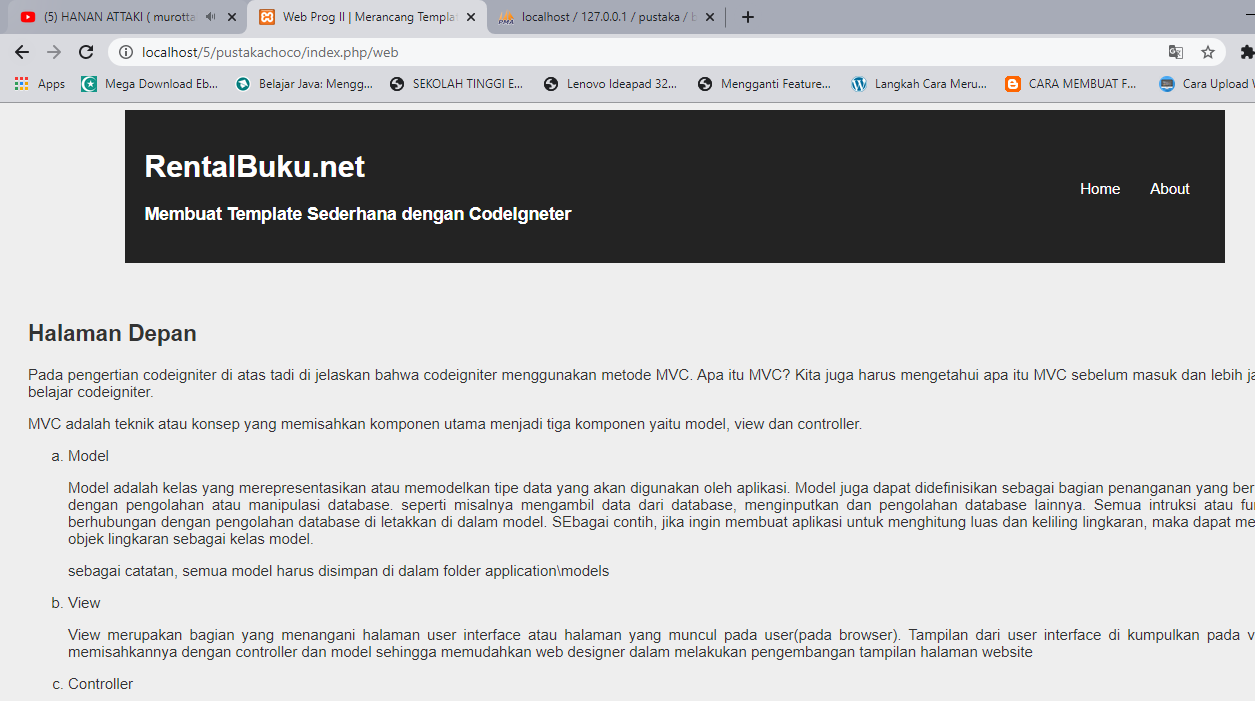 (5) HANAN ATTAKI ( murotta
Web Prog II | Merancang Templa
localhost / 127.0.0.1 / pustaka / b
localhost/5/pustakachoco/index.php/web
Apps Mega Download Eb... Belajar Java: Mengg... SEKOLAH TINGGI E... Lenovo Ideapad 32... Mengganti Feature... Langkah Cara Meru... CARA MEMBUAT F... Cara Upload
RentalBuku.net
Home About
Membuat Template Sederhana dengan CodeIgneter
Halaman Depan
Pada pengertian codeigniter di atas tadi di jelaskan bahwa codeigniter menggunakan metode MVC. Apa itu MVC? Kita juga harus mengetahui apa itu MVC sebelum masuk dan lebih ja
belajar codeigniter.
MVC adalah teknik atau konsep yang memisahkan komponen utama menjadi tiga komponen yaitu model, view dan controller.
a. Model
Model adalah kelas yang merepresentasikan atau memodelkan tipe data yang akan digunakan oleh aplikasi. Model juga dapat didefinisikan sebagai bagian penanganan yang ber
dengan pengolahan atau manipulasi database. seperti misalnya mengambil data dari database, menginputkan dan pengolahan database lainnya. Semua intruksi atau fu
berhubungan dengan pengolahan database di letakkan di dalam model. SEbagai contih, jika ingin membuat aplikasi untuk menghitung luas dan keliling lingkaran, maka dapat me
objek lingkaran sebagai kelas model.
sebagai catatan, semua model harus disimpan di dalam folder application\models
b. View
View merupakan bagian yang menangani halaman user interface atau halaman yang muncul pada user(pada browser). Tampilan dari user interface di kumpulkan pada v
memisahkannya dengan controller dan model sehingga memudahkan web designer dalam melakukan pengembangan tampilan halaman website
c. Controller